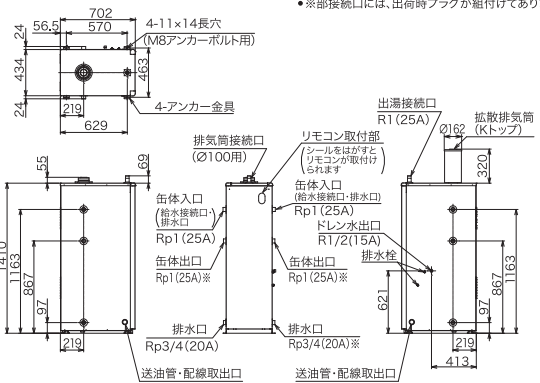 ●※部接続口には、出荷時プラグが組付けてあり
702
56.5
570
4-11×14長穴
(M8アンカーボルト用)
24
434
24
463
219
629
4-アンカー金具
出湯接続口
R1(25A)
拡散排気筒
(Kトップ)
Ø162
320
排気筒接続口
(Ø100用)
リモコン取付部
(シールをはがすと
リモコンが取付け
られます)
55
69
缶体入口
(給水接続口・
排水口)
Rp1(25A)
缶体入口
(給水接続口・排水口)
Rp1(25A)
ドレン水出口
R1/2(15A)
排水栓
缶体出口
Rp1(25A)※
缶体出口
Rp1(25A)※
1410
1163
867
97
219
621
1163
867
97
219
413
排水口
Rp3/4(20A)
排水口
Rp3/4(20A)※
送油管・配線取出口
送油管・配線取出口